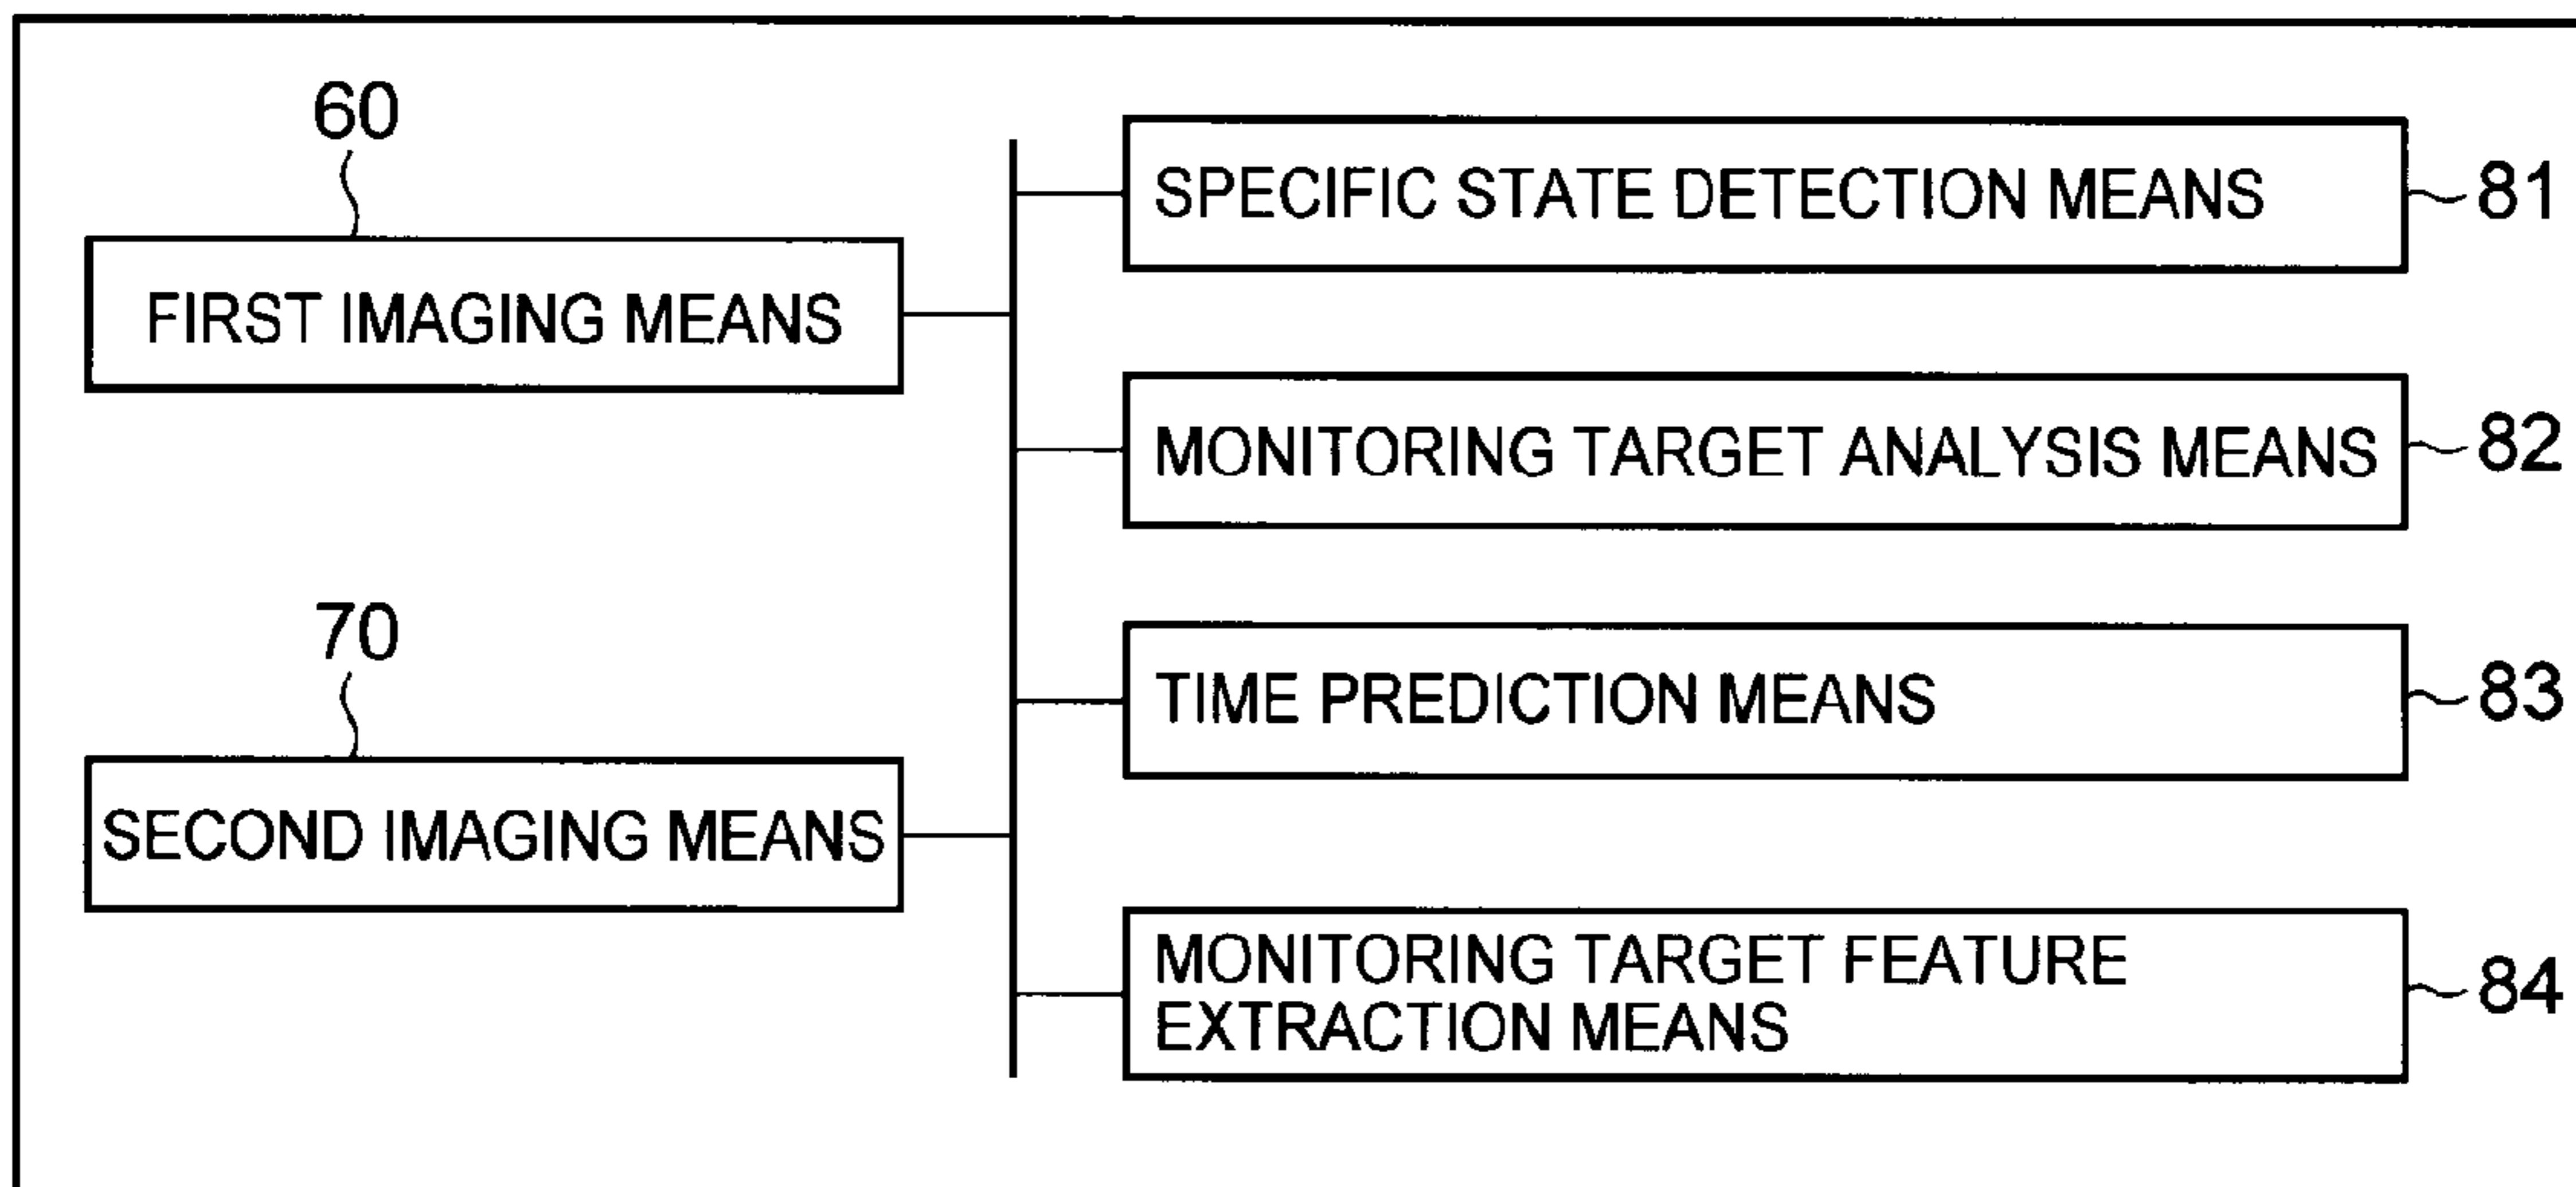 60
FIRST IMAGING MEANS
70
SECOND IMAGING MEANS
SPECIFIC STATE DETECTION MEANS
81
MONITORING TARGET ANALYSIS MEANS
82
TIME PREDICTION MEANS
83
MONITORING TARGET FEATURE
EXTRACTION MEANS
84